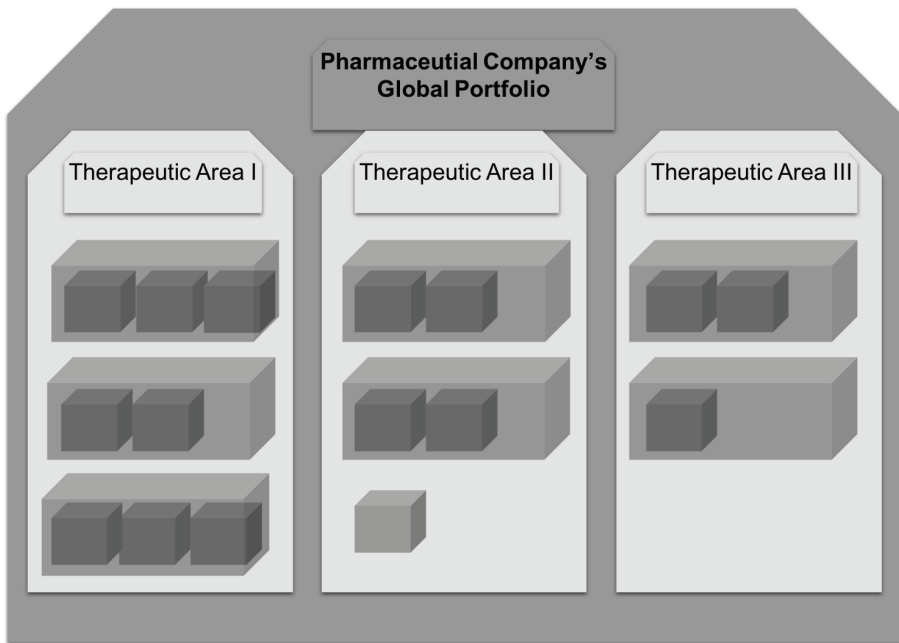 Pharmaceutial Company’s
Global Portfolio
Therapeutic Area I
Therapeutic Area II
Therapeutic Area III